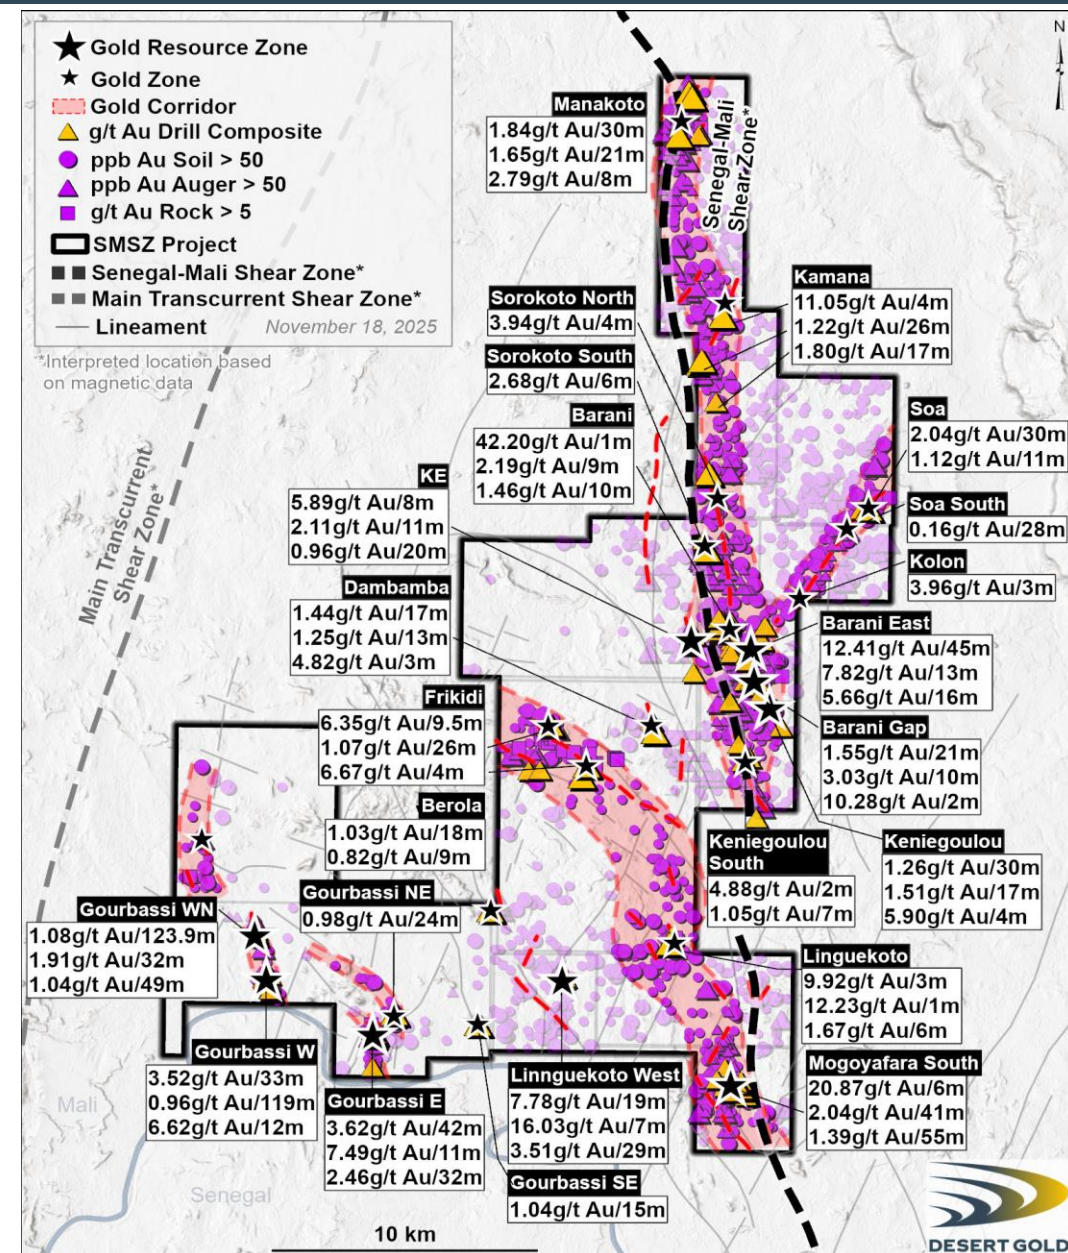 Gold Resource Zone
Gold Zone
Gold Corridor
g/t Au Drill Composite
ppb Au Soil > 50
ppb Au Auger > 50
g/t Au Rock > 5
SMSZ Project
Senegal-Mali Shear Zone*
Main Transcurrent Shear Zone*
Lineament
November 18, 2025
*Interpreted location based
on magnetic data
N
Manakoto
1.84g/t Au/30m
1.65g/t Au/21m
2.79g/t Au/8m
Senegal-Mali
Shear Zone*
Kamana
11.05g/t Au/4m
1.22g/t Au/26m
1.80g/t Au/17m
Sorokoto North
3.94g/t Au/4m
Sorokoto South
2.68g/t Au/6m
Barani
42.20g/t Au/1m
2.19g/t Au/9m
1.46g/t Au/10m
Soa
2.04g/t Au/30m
1.12g/t Au/11m
Soa South
0.16g/t Au/28m
Kolon
3.96g/t Au/3m
KE
5.89g/t Au/8m
2.11g/t Au/11m
0.96g/t Au/20m
Main Transcurrent
Shear Zone*
Dambamba
1.44g/t Au/17m
1.25g/t Au/13m
4.82g/t Au/3m
Barani East
12.41g/t Au/45m
7.82g/t Au/13m
5.66g/t Au/16m
Frikidi
6.35g/t Au/9.5m
1.07g/t Au/26m
6.67g/t Au/4m
Barani Gap
1.55g/t Au/21m
3.03g/t Au/10m
10.28g/t Au/2m
Berola
1.03g/t Au/18m
0.82g/t Au/9m
Keniegoulou
South
4.88g/t Au/2m
1.05g/t Au/7m
Keniegoulou
1.26g/t Au/30m
1.51g/t Au/17m
5.90g/t Au/4m
Gourbassi NE
0.98g/t Au/24m
Gourbassi WN
1.08g/t Au/123.9m
1.91g/t Au/32m
1.04g/t Au/49m
Linguekoto
9.92g/t Au/3m
12.23g/t Au/1m
1.67g/t Au/6m
Gourbassi W
3.52g/t Au/33m
0.96g/t Au/119m
6.62g/t Au/12m
Gourbassi E
3.62g/t Au/42m
7.49g/t Au/11m
2.46g/t Au/32m
Linnguekoto West
7.78g/t Au/19m
16.03g/t Au/7m
3.51g/t Au/29m
Mogoyafara South
20.87g/t Au/6m
2.04g/t Au/41m
1.39g/t Au/55m
Gourbassi SE
1.04g/t Au/15m
Mali
Senegal
10 km
DESERT GOLD